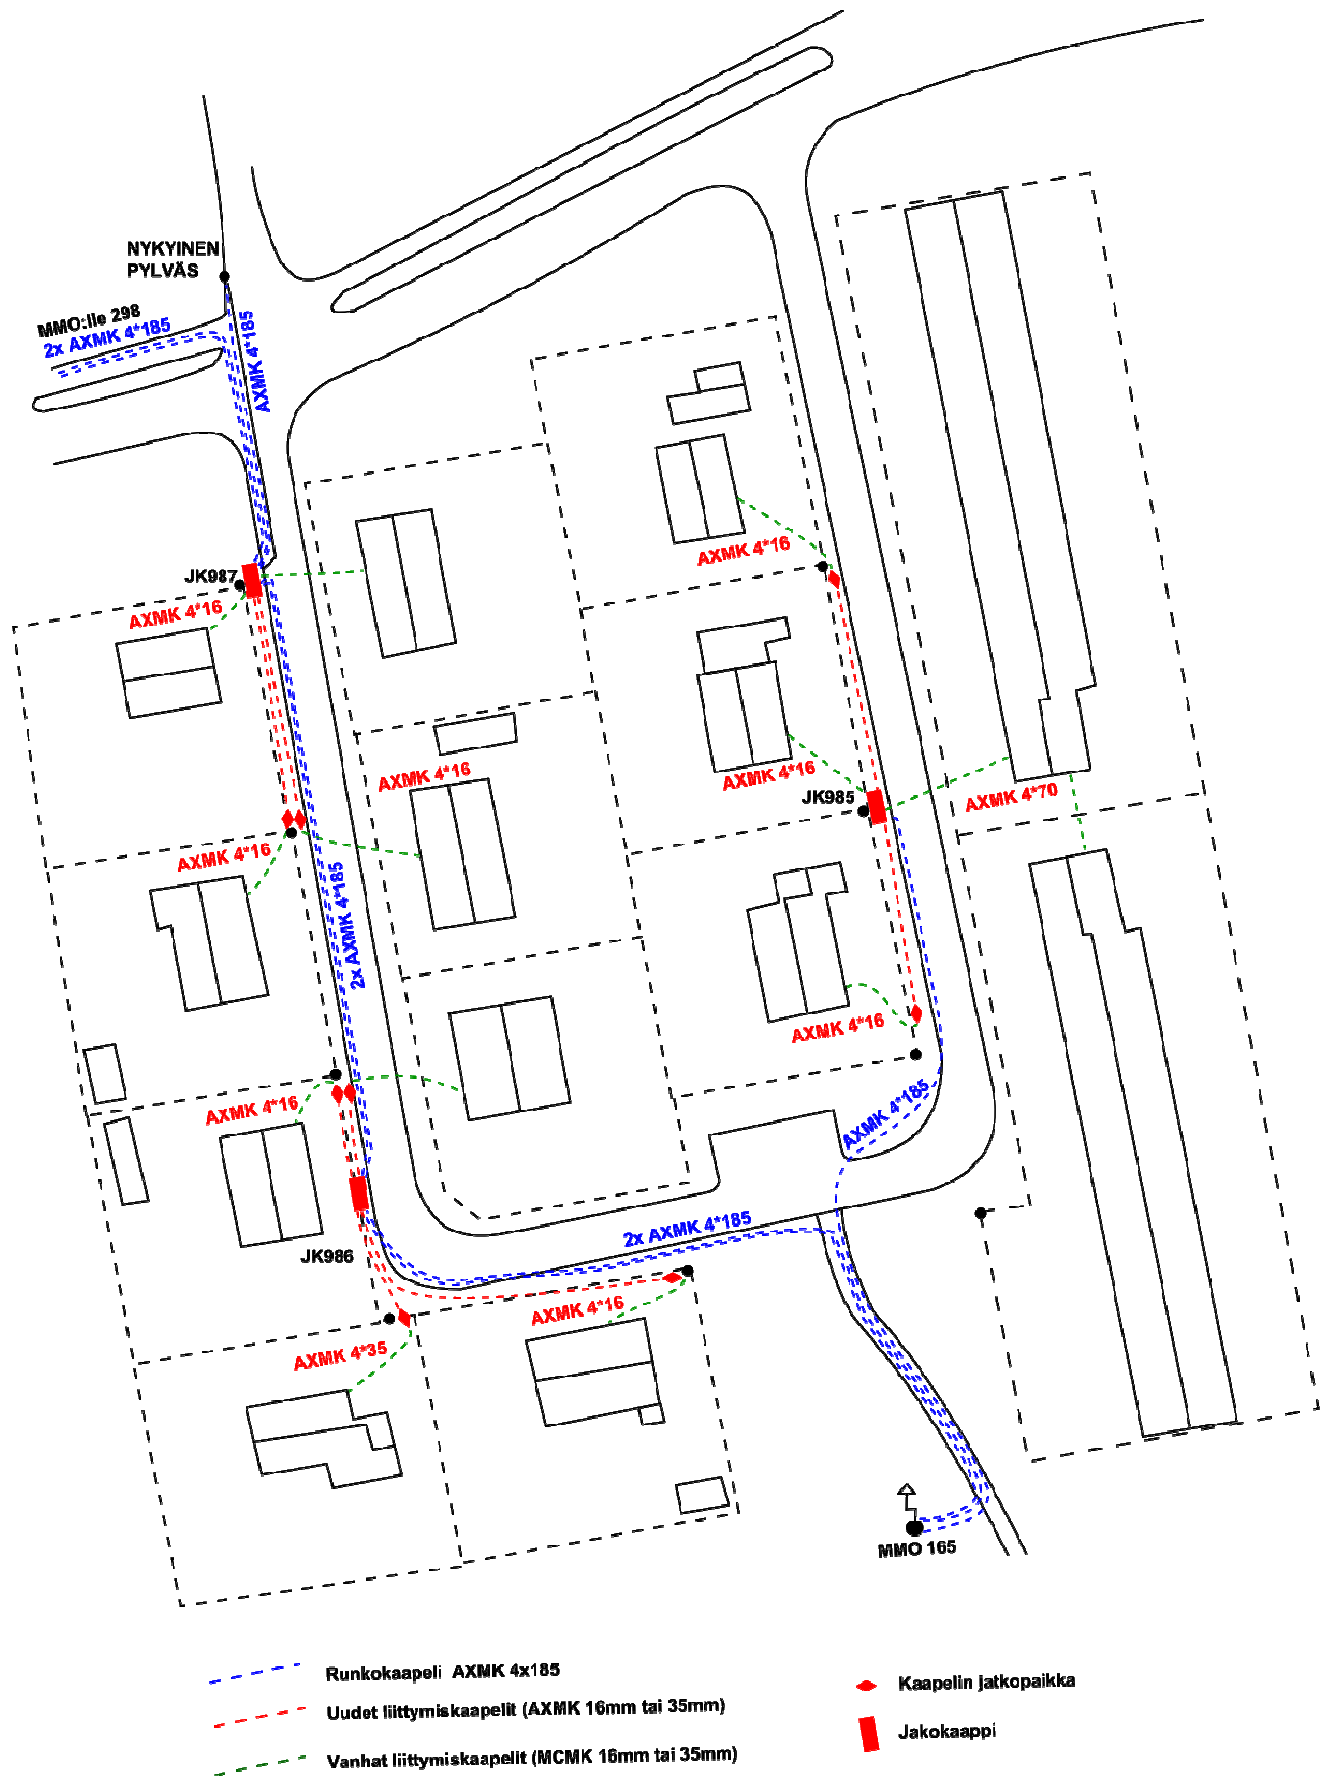 NYKYINEN
PYLVÄS
MMO:lle 298
2x AXMK 4*185
AXMK 4*185
JK987
AXMK 4*16
AXMK 4*16
AXMK 4*16
AXMK 4*16
JK985
AXMK 4*70
AXMK 4*16
2x AXMK 4*185
AXMK 4*16
AXMK 4*16
AXMK 4*185
JK986
2x AXMK 4*185
AXMK 4*16
AXMK 4*35
MMO 165
Runkokaapeli AXMK 4x185
Uudet liittymiskaapelit (AXMK 16mm tai 35mm)
Vanhat liittymiskaapelit (MCMK 16mm tai 35mm)
Kaapelin jatkopaikka
Jakokaappi